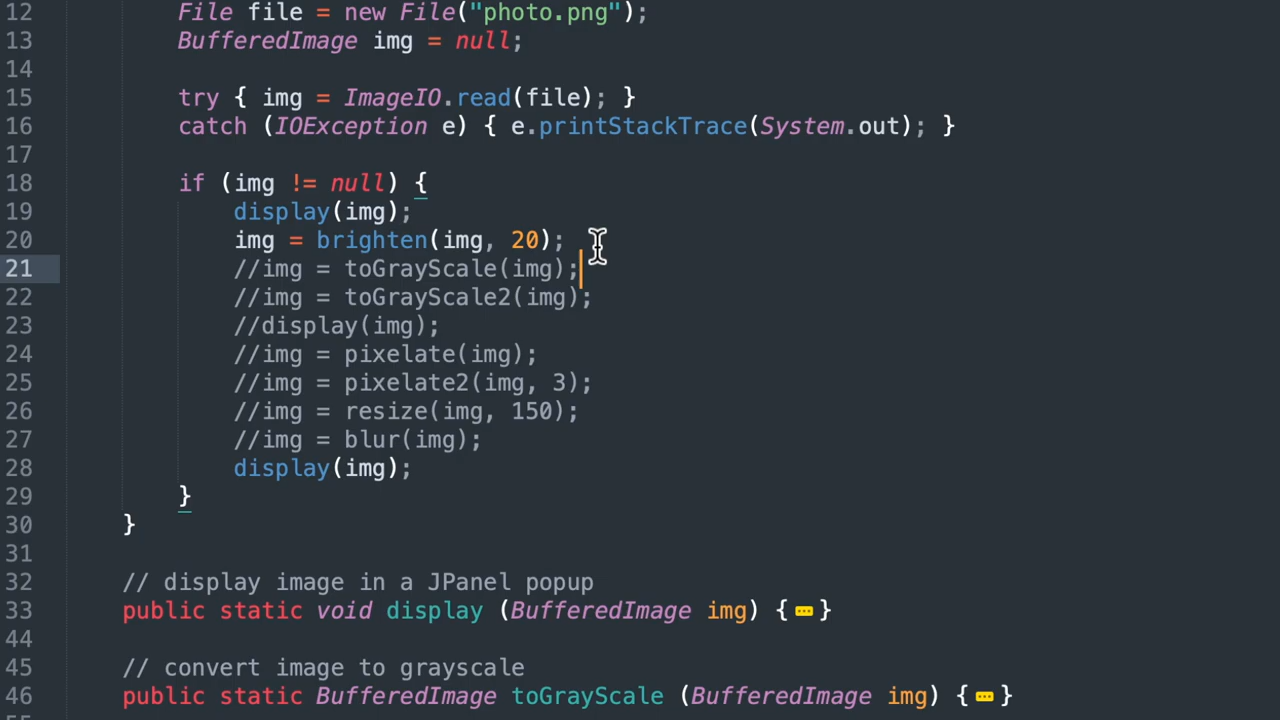 12 File file = new File("photo.png");
13 BufferedImage img = null;
14
15 try { img = ImageIO.read(file); }
16 catch (IOException e) { e.printStackTrace(System.out); }
17
18 if (img != null) {
19 display(img);
20 img = brighten(img, 20);
21 //img = toGrayScale(img);
22 //img = toGrayScale2(img);
23 //display(img);
24 //img = pixelate(img);
25 //img = pixelate2(img, 3);
26 //img = resize(img, 150);
27 //img = blur(img);
28 display(img);
29 }
30 }
31
32 // display image in a JPanel popup
33 public static void display (BufferedImage img) {…}
44
45 // convert image to grayscale
46 public static BufferedImage toGrayScale (BufferedImage img) {…}